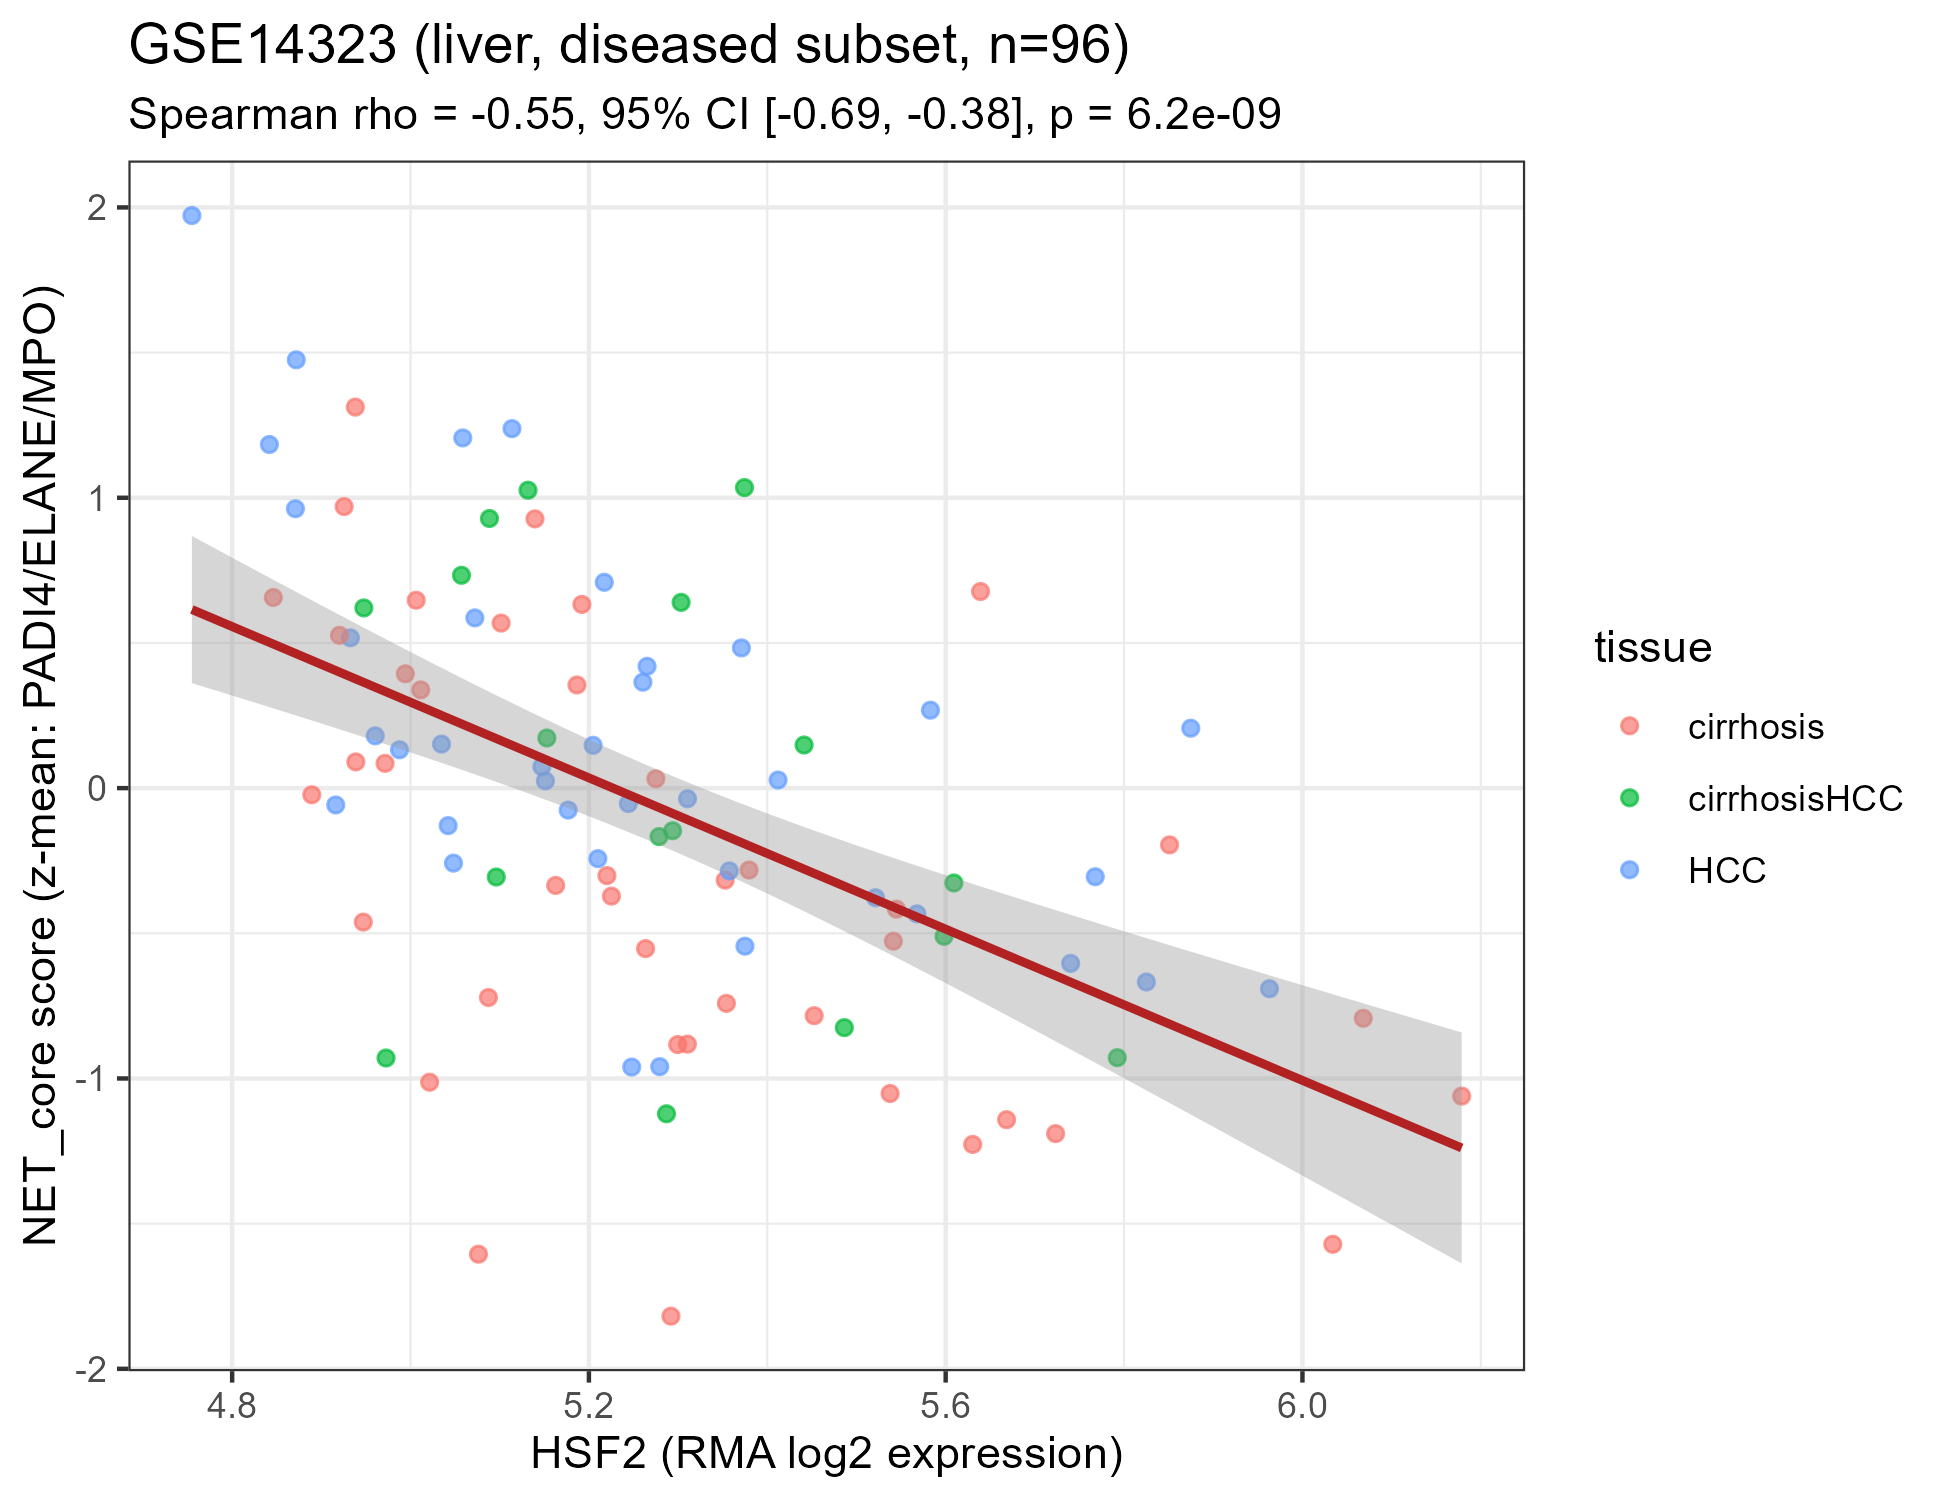 GSE14323 (liver, diseased subset, n=96)
Spearman rho = -0.55, 95% CI [-0.69, -0.38], p = 6.2e-09
NET_core score (z-mean: PADI4/ELANE/MPO)
2
1
0
-1
-2
4.8
5.2
5.6
6.0
HSF2 (RMA log2 expression)
tissue
cirrhosis
cirrhosisHCC
HCC